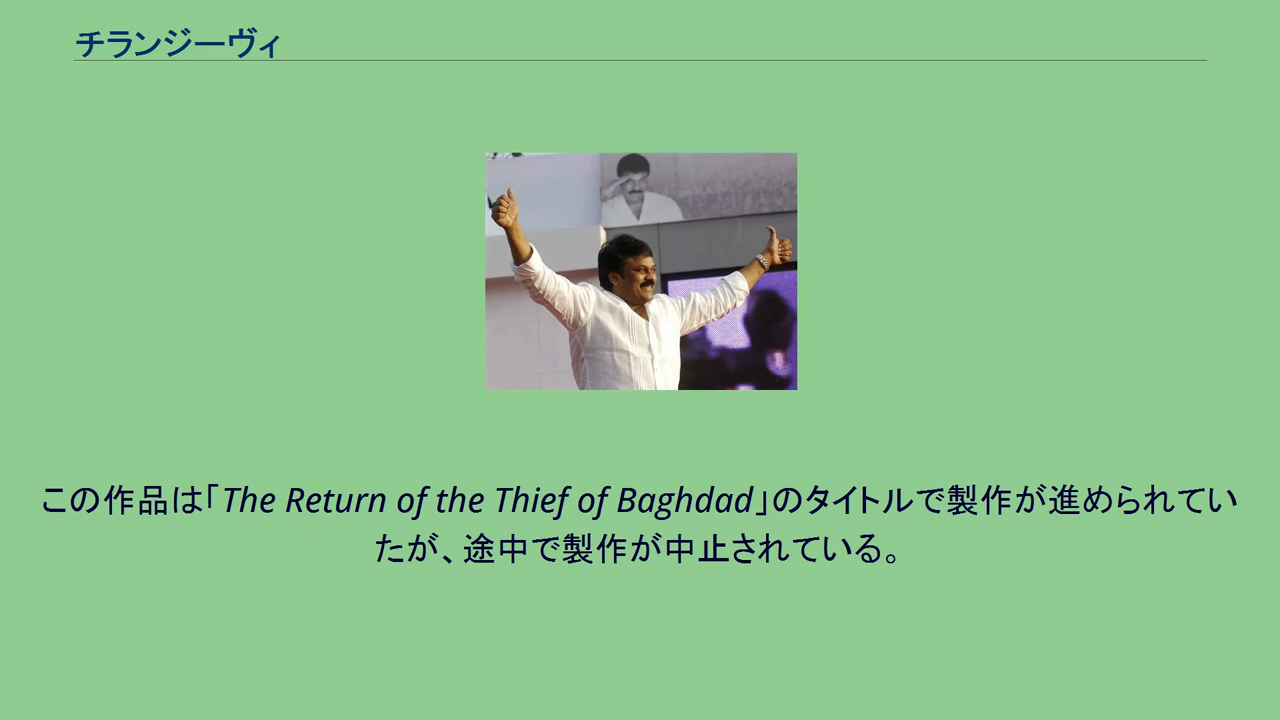 チランジーヴィ
この作品は「The Return of the Thief of Baghdad」のタイトルで製作が進められてい
たが、途中で製作が中止されている。